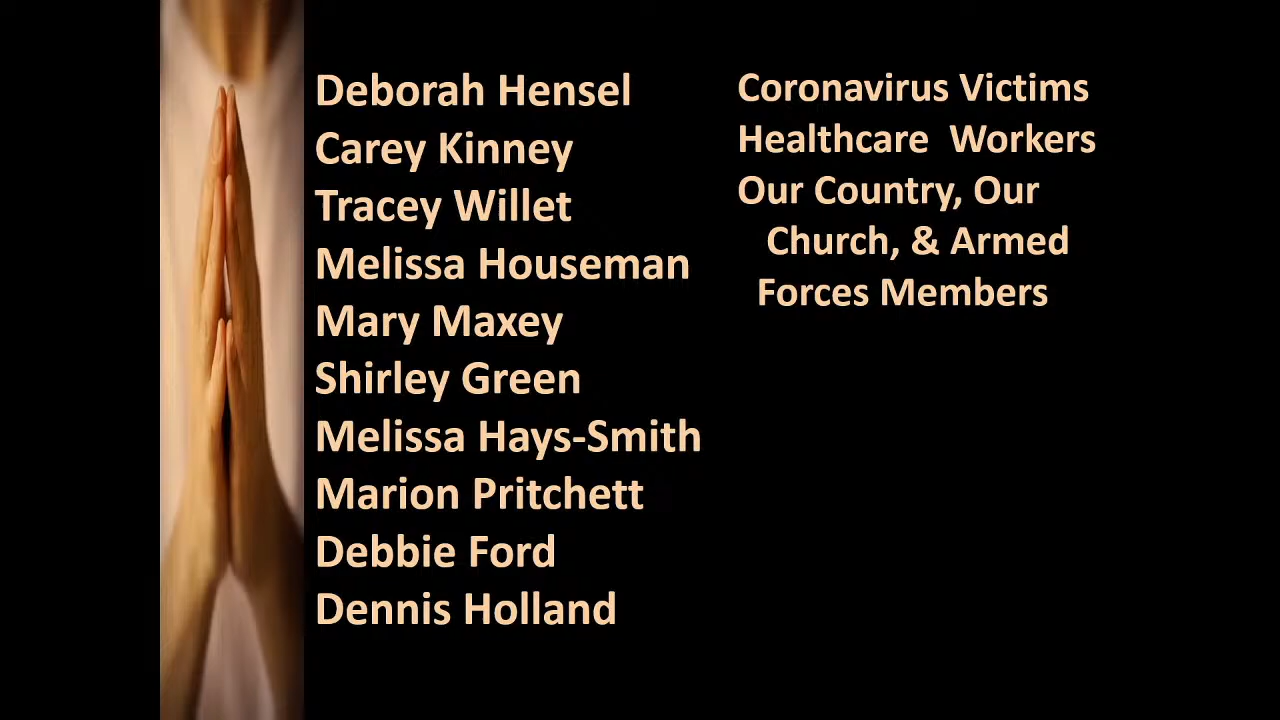 Deborah Hensel
Carey Kinney
Tracey Willet
Melissa Houseman
Mary Maxey
Shirley Green
Melissa Hays-Smith
Marion Pritchett
Debbie Ford
Dennis Holland
Coronavirus Victims
Healthcare  Workers
Our Country, Our
Church, & Armed
Forces Members